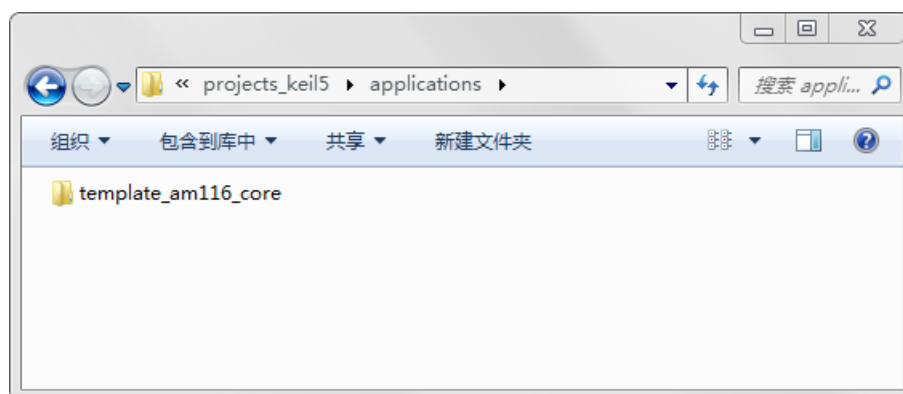 « projects_keil5 applications
搜索 appli...
组织 包含到库中 共享 新建文件夹
template_am116_core